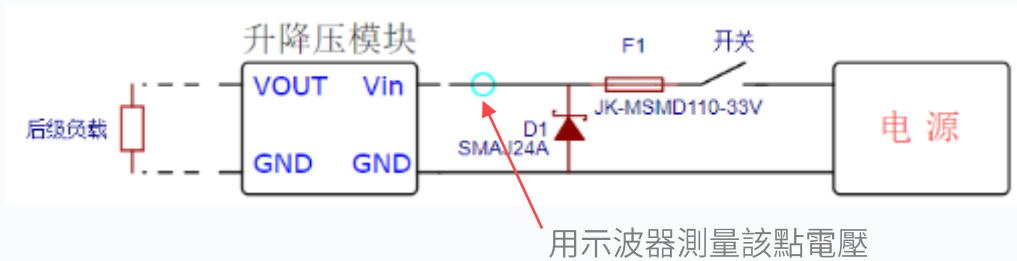 升降压模块
F1
开关
VOUT Vin
JK-MSMD110-33V
后级负载
D1
SMAJ24A
电 源
GND GND
用示波器測量該點電壓